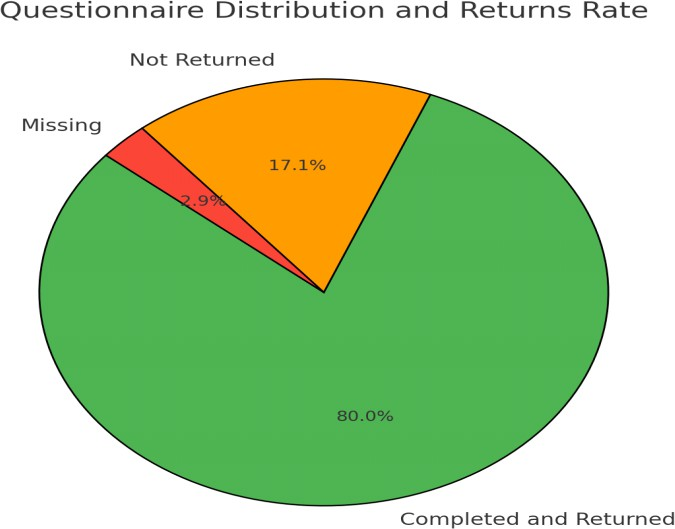 Questionnaire Distribution and Returns Rate
Not Returned
Missing
17.1%
2.9%
80.0%
Completed and Returned